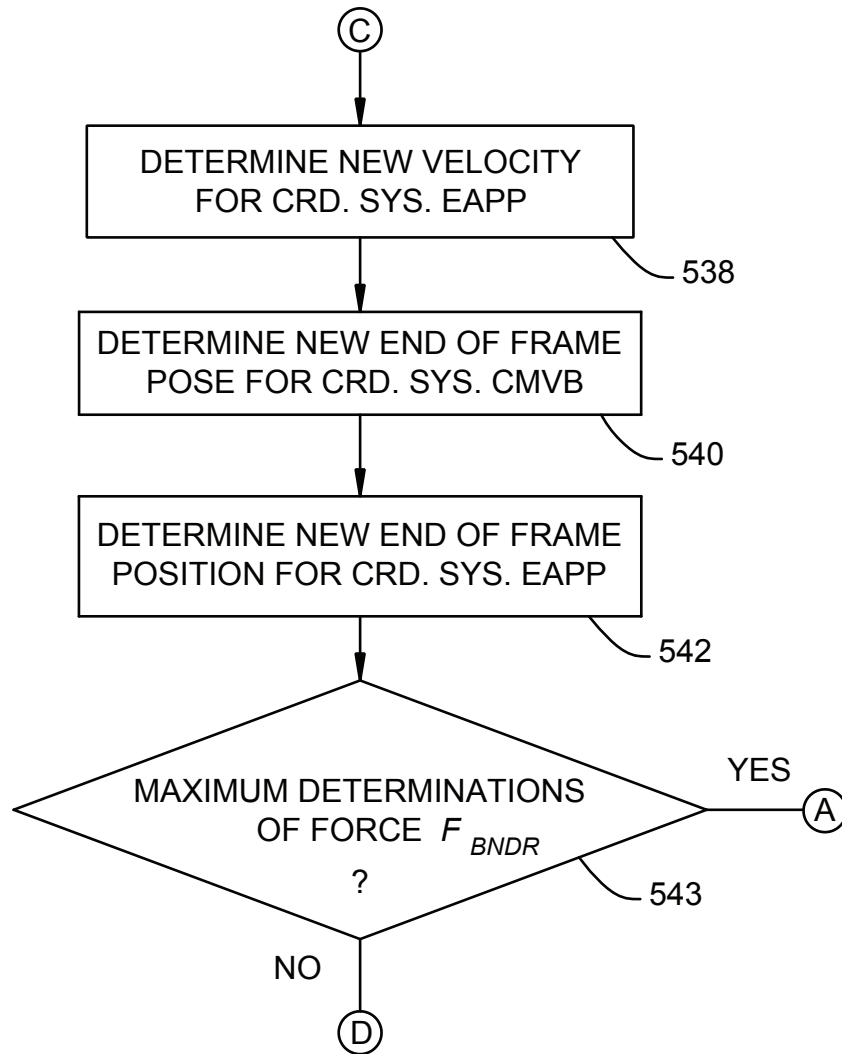 C
DETERMINE NEW VELOCITY
FOR CRD. SYS. EAPP
538
DETERMINE NEW END OF FRAME
POSE FOR CRD. SYS. CMVB
540
DETERMINE NEW END OF FRAME
POSITION FOR CRD. SYS. EAPP
542
MAXIMUM DETERMINATIONS
OF FORCE F BNDR
?
YES
A
543
NO
D